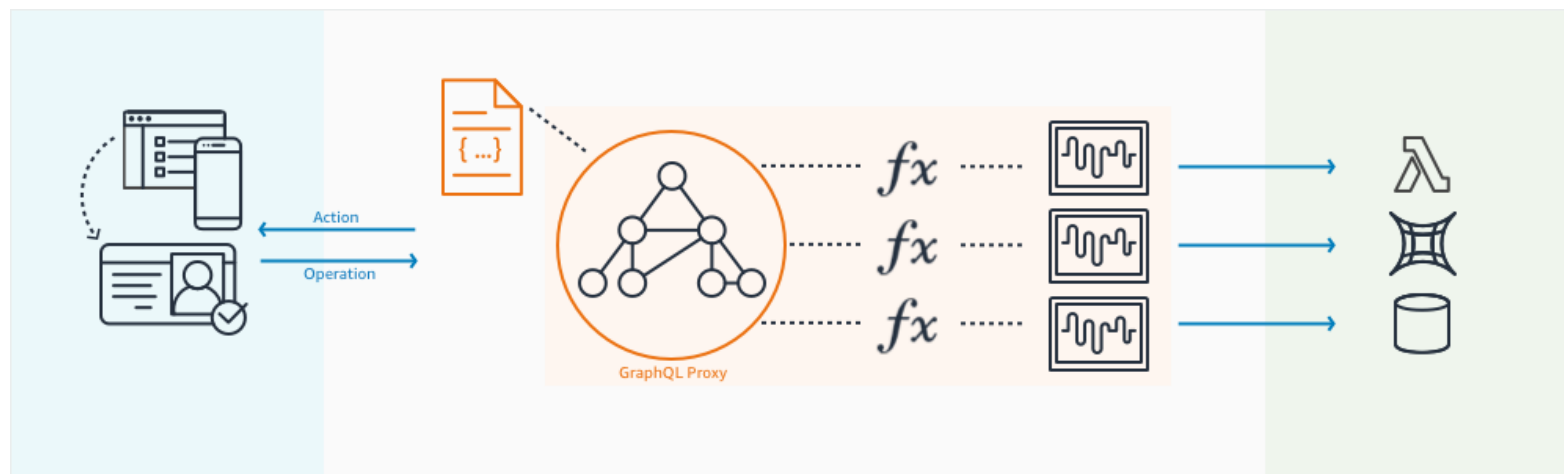 { ... }
Action
Operation
fx
fx
fx
GraphQL Proxy